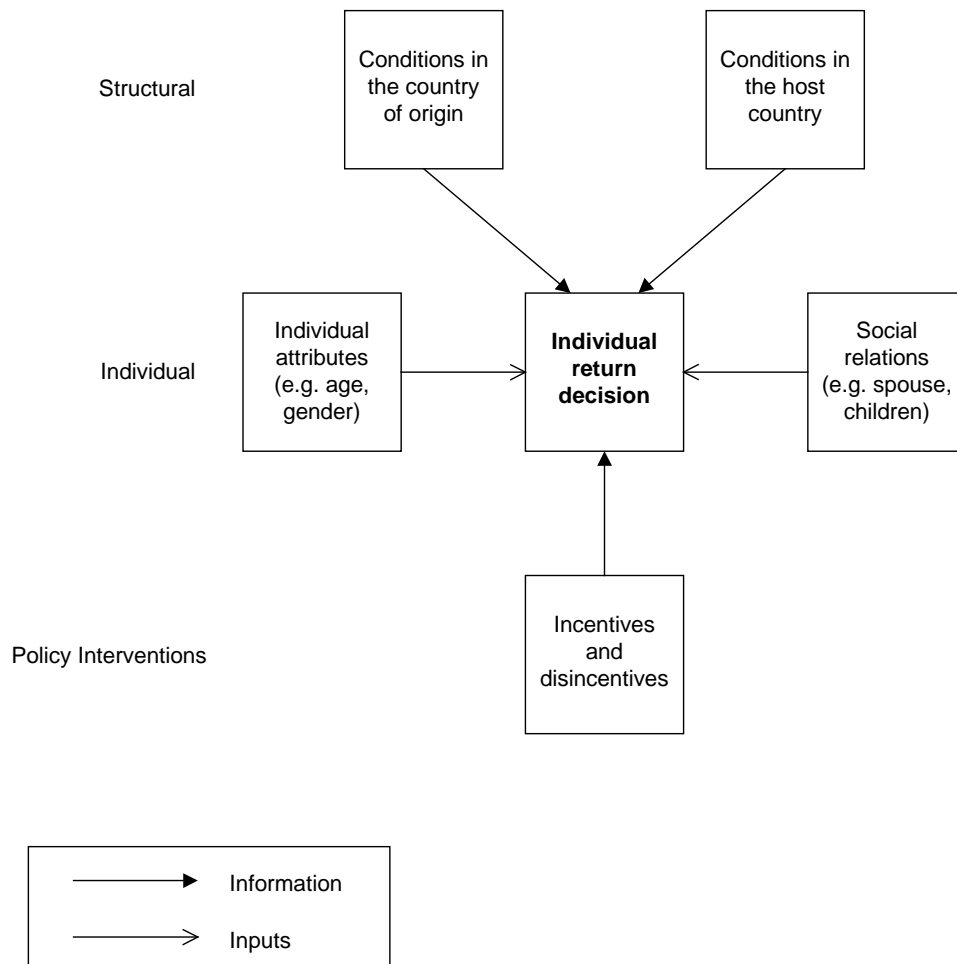 Structural
Conditions in
the country
of origin
Conditions in
the host
country
Individual
Individual
attributes
(e.g. age,
gender)
Individual
return
decision
Social
relations
(e.g. spouse,
children)
Policy Interventions
Incentives
and
disincentives
Information
Inputs